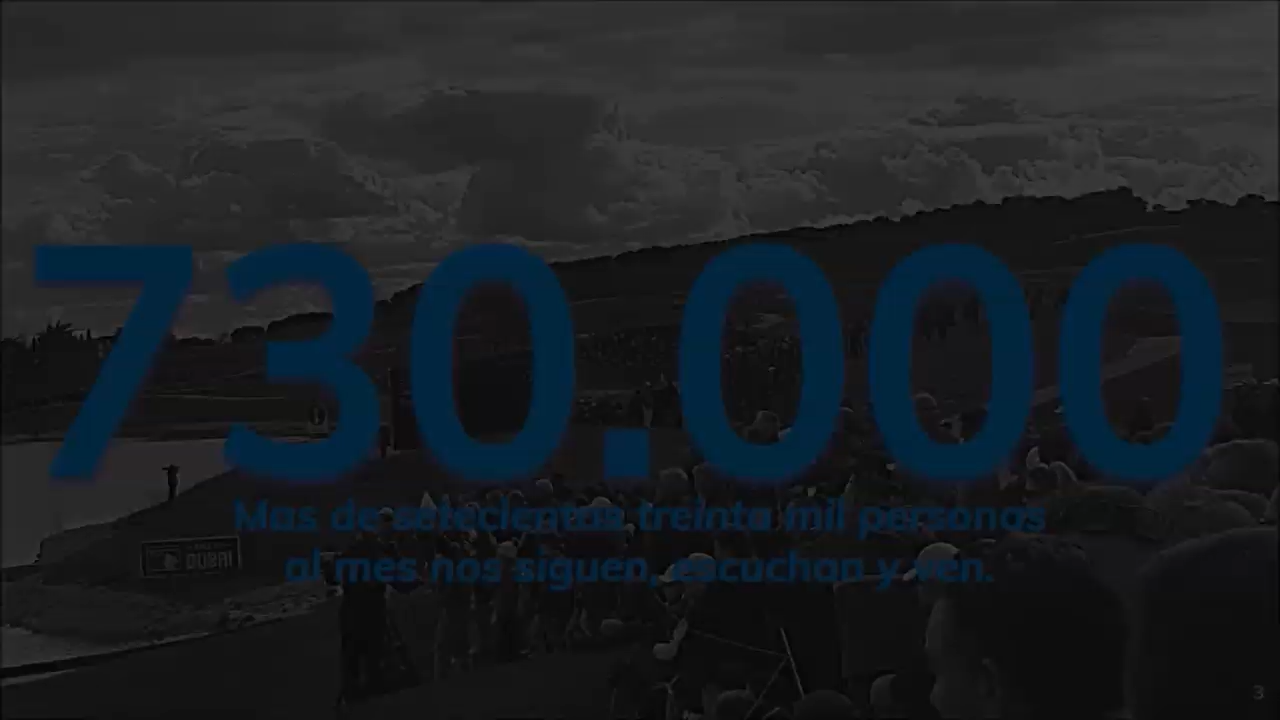 730.000
Mas de setecientas treinta mil personas
al mes nos siguen, escuchan y ven.
DUBAI
3